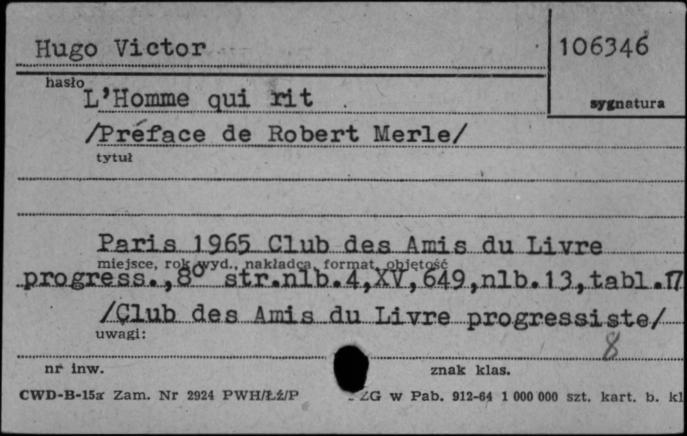 Hugo Victor
106346
hasło
sygnatura
L'Homme qui rit
/Préface de Robert Merle/
tytuł
Paris 1965 Club des Amis du Livre
miejsce, rok wyd., nakładca, format, objętość
progress.,8° str.nlb.4,XV,649,nlb.13,tabl.17
/Club des Amis du Livre progressiste/
uwagi:
8
nr inw.
znak klas.
CWD-B-15a Zam. Nr 2924 PWH/Łź/P ZG w Pab. 912-64 1 000 000 szt. kart. b. kl